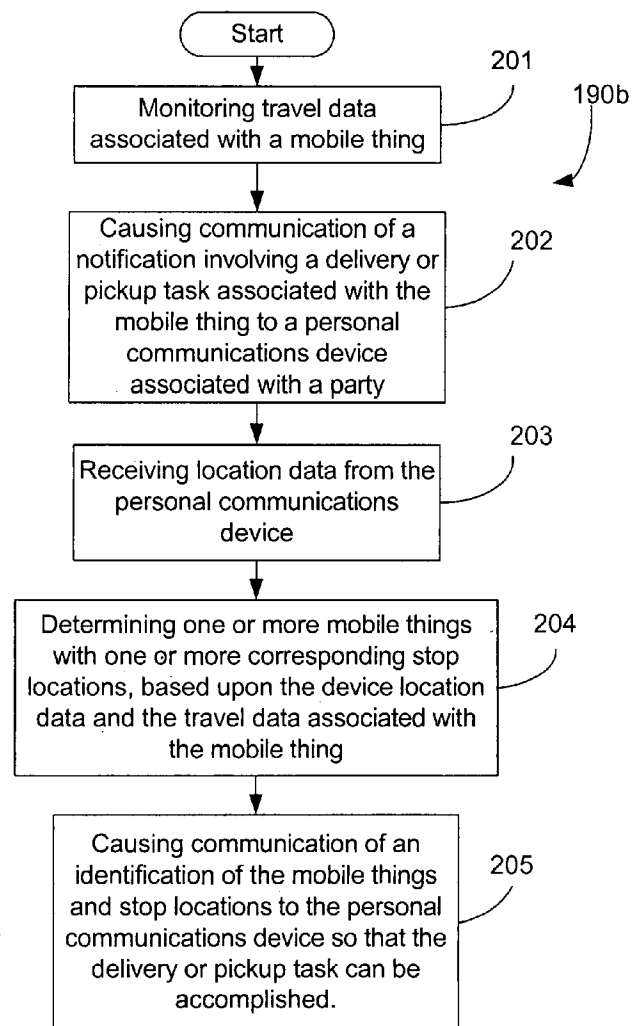 Start
201
190b
Monitoring travel data
associated with a mobile thing
202
Causing communication of a
notification involving a delivery or
pickup task associated with the
mobile thing to a personal
communications device
associated with a party
203
Receiving location data from the
personal communications
device
204
Determining one or more mobile things
with one or more corresponding stop
locations, based upon the device location
data and the travel data associated with
the mobile thing
205
Causing communication of an
identification of the mobile things
and stop locations to the personal
communications device so that the
delivery or pickup task can be
accomplished.